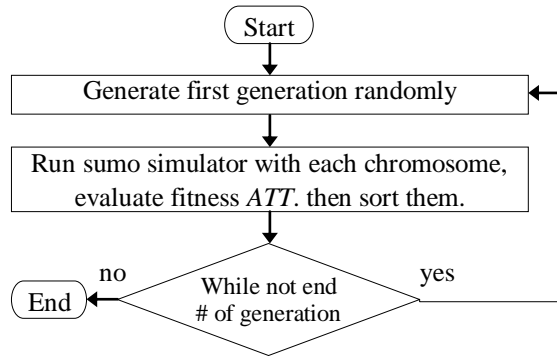 Start
Generate first generation randomly
Run sumo simulator with each chromosome,
evaluate fitness ATT. then sort them.
no
yes
While not end
# of generation
End